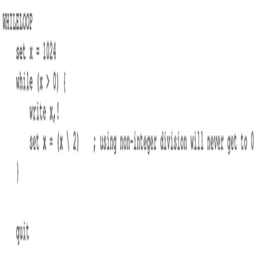 WHILELOOP
set x = 1024
while (x > 0) {
write x,!
set x = (x \ 2)    ; using non-integer division will never get to 0
}
quit